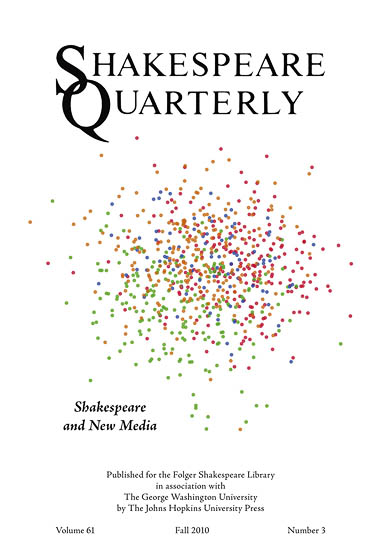 SHAKESPEARE
QUARTERLY
Shakespeare
and New Media
Published for the Folger Shakespeare Library
in association with
The George Washington University
by The Johns Hopkins University Press
Volume 61 Fall 2010 Number 3